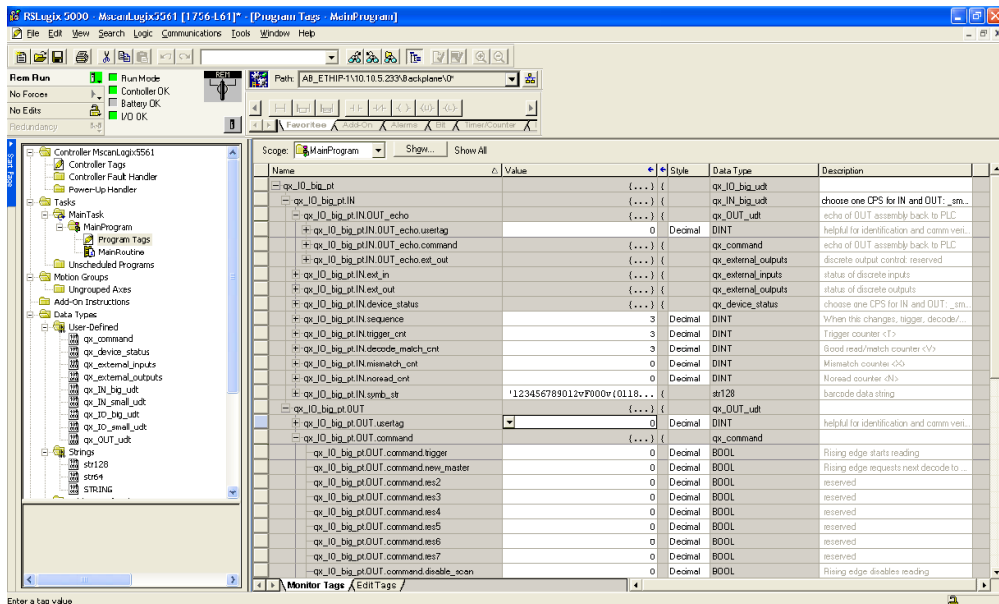 RSLogix 5000 - MscanLogix5561 [1756-L61]* - [Program Tags - MainProgram]
File Edit View Search Logic Communications Tools Window Help
Rem Run
Run Mode
REM
Path: AB_ETHIP-1\10.10.5.233\Backplane\0*
No Forces
Controller OK
Battery OK
No Edits
I/O OK
Redundancy
Favorites Add-On Alarms Bit Timer/Counter
Start Page
Controller MscanLogix5561
Controller Tags
Controller Fault Handler
Power-Up Handler
Tasks
MainTask
MainProgram
Program Tags
MainRoutine
Unscheduled Programs
Motion Groups
Ungrouped Axes
Add-On Instructions
Data Types
User-Defined
qx_command
qx_device_status
qx_external_inputs
qx_external_outputs
qx_IN_big_udt
qx_IN_small_udt
qx_IO_big_udt
qx_IO_small_udt
qx_OUT_udt
Strings
str128
str64
STRING
Scope: MainProgram Show... Show All
Name Value Style Data Type Description
qx_IO_big_pt {...} { qx_IO_big_udt
qx_IO_big_pt.IN {...} { qx_IN_big_udt choose one CPS for IN and OUT: _sm...
qx_IO_big_pt.IN.OUT_echo {...} { qx_OUT_udt echo of OUT assembly back to PLC
qx_IO_big_pt.IN.OUT_echo.usertag 0 Decimal DINT helpful for identification and comm veri...
qx_IO_big_pt.IN.OUT_echo.command {...} { qx_command echo of OUT assembly back to PLC
qx_IO_big_pt.IN.OUT_echo.ext_out {...} { qx_external_outputs discrete output control: reserved
qx_IO_big_pt.IN.ext_in {...} { qx_external_inputs status of discrete inputs
qx_IO_big_pt.IN.ext_out {...} { qx_external_outputs status of discrete outputs
qx_IO_big_pt.IN.device_status {...} { qx_device_status choose one CPS for IN and OUT: _sm...
qx_IO_big_pt.IN.sequence 3 Decimal DINT When this changes, trigger, decode/...
qx_IO_big_pt.IN.trigger_cnt 3 Decimal DINT Trigger counter <T>
qx_IO_big_pt.IN.decode_match_cnt 3 Decimal DINT Good read/match counter <V>
qx_IO_big_pt.IN.mismatch_cnt 0 Decimal DINT Mismatch counter <X>
qx_IO_big_pt.IN.noread_cnt 0 Decimal DINT Noread counter <N>
qx_IO_big_pt.IN.symb_str '123456789012vF000v(0118... { str128 barcode data string
qx_IO_big_pt.OUT {...} { qx_OUT_udt
qx_IO_big_pt.OUT.usertag 0 Decimal DINT helpful for identification and comm veri...
qx_IO_big_pt.OUT.command {...} { qx_command
qx_IO_big_pt.OUT.command.trigger 0 Decimal BOOL Rising edge starts reading
qx_IO_big_pt.OUT.command.new_master 0 Decimal BOOL Rising edge requests next decode to ...
qx_IO_big_pt.OUT.command.res2 0 Decimal BOOL reserved
qx_IO_big_pt.OUT.command.res3 0 Decimal BOOL reserved
qx_IO_big_pt.OUT.command.res4 0 Decimal BOOL reserved
qx_IO_big_pt.OUT.command.res5 0 Decimal BOOL reserved
qx_IO_big_pt.OUT.command.res6 0 Decimal BOOL reserved
qx_IO_big_pt.OUT.command.res7 0 Decimal BOOL reserved
qx_IO_big_pt.OUT.command.disable_scan 0 Decimal BOOL Rising edge disables reading
Monitor Tags Edit Tags
Enter a tag value